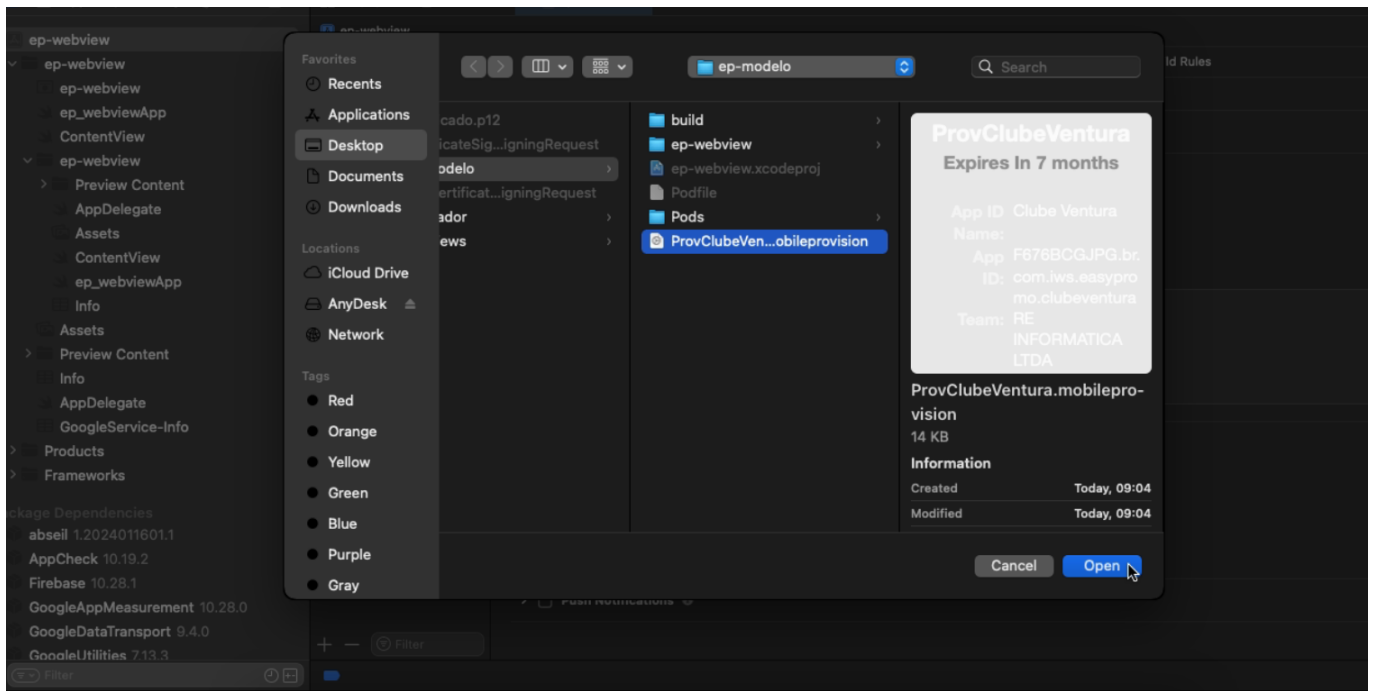 ep-webview
ep-webview
ep-webview
ep_webviewApp
ContentView
ep-webview
Preview Content
AppDelegate
Assets
ContentView
ep_webviewApp
Info
Assets
Preview Content
Info
AppDelegate
GoogleService-Info
Products
Frameworks
ckage Dependencies
abseil 1.2024011601.1
AppCheck 10.19.2
Firebase 10.28.1
GoogleAppMeasurement 10.28.0
GoogleDataTransport 9.4.0
GoogleUtilities 7.13.3
Filter
ep-webview
Favorites
Recents
Applications
Desktop
Documents
Downloads
Locations
iCloud Drive
AnyDesk
Network
Tags
Red
Orange
Yellow
Green
Blue
Purple
Gray
ep-modelo
Search
cado.p12
icateSig...igningRequest
odelo
ertificat...igningRequest
ador
ews
build
ep-webview
ep-webview.xcodeproj
Podfile
Pods
ProvClubeVen...obileprovision
ProvClubeVentura
Expires In 7 months
App ID Name: Clube Ventura
App ID: F676BCGJPG.br.
com.iws.easypro
mo.clubeventura
Team: RE
INFORMATICA
LTDA
ProvClubeVentura.mobilepro-
vision
14 KB
Information
Created Today, 09:04
Modified Today, 09:04
Cancel
Open
ld Rules
Push Notifications
Filter